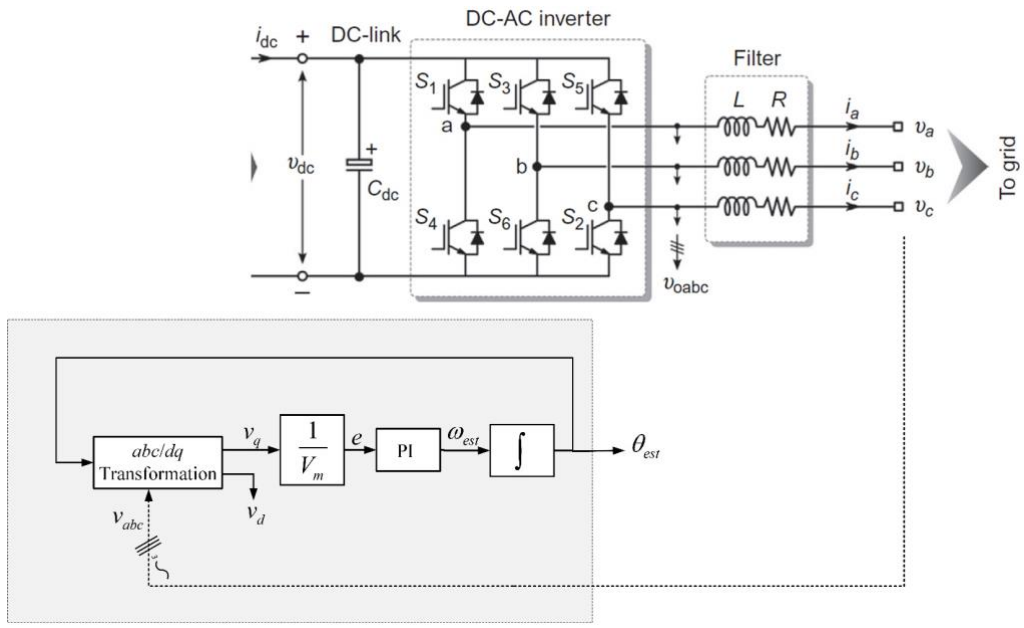 DC-AC inverter
i_dc + DC-link
Filter
S_1 S_3 S_5
L R
a
i_a v_a
+
v_dc
b
i_b v_b
C_dc
To grid
c
i_c v_c
S_4 S_6 S_2
v_oabc
−
abc/dq
Transformation
v_q
1
V_m
e
PI
ω_est
∫
θ_est
v_d
v_abc
3